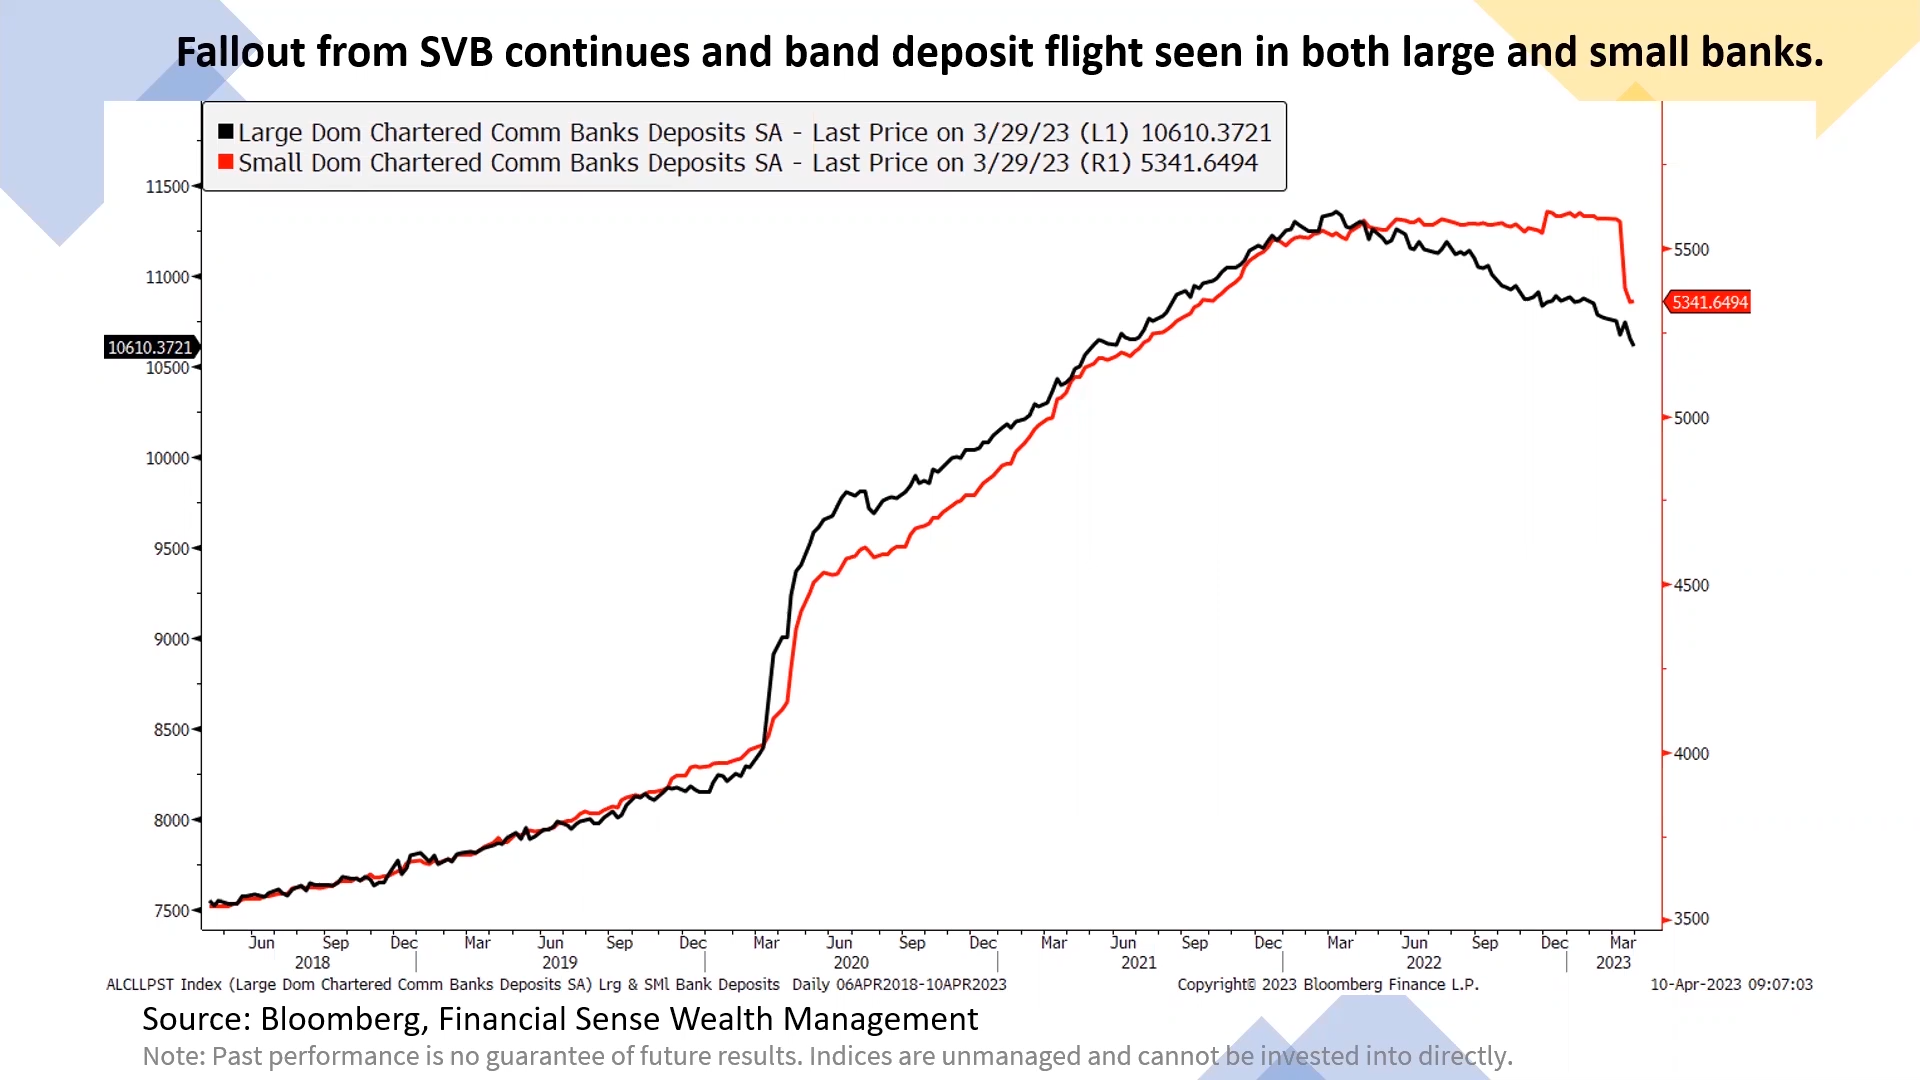 Fallout from SVB continues and band deposit flight seen in both large and small banks.
Large Dom Chartered Comm Banks Deposits SA - Last Price on 3/29/23 (L1) 10610.3721
Small Dom Chartered Comm Banks Deposits SA - Last Price on 3/29/23 (R1) 5341.6494
11500
11000
10610.3721
10500
10000
9500
9000
8500
8000
7500
5500
5341.6494
5000
4500
4000
3500
Jun Sep Dec Mar Jun Sep Dec Mar Jun Sep Dec Mar Jun Sep Dec Mar Jun Sep Dec Mar
2018 2019 2020 2021 2022 2023
ALCLLPST Index (Large Dom Chartered Comm Banks Deposits SA) Lrg & SMl Bank Deposits Daily 06APR2018-10APR2023 Copyright© 2023 Bloomberg Finance L.P. 10-Apr-2023 09:07:03
Source: Bloomberg, Financial Sense Wealth Management
Note: Past performance is no guarantee of future results. Indices are unmanaged and cannot be invested into directly.